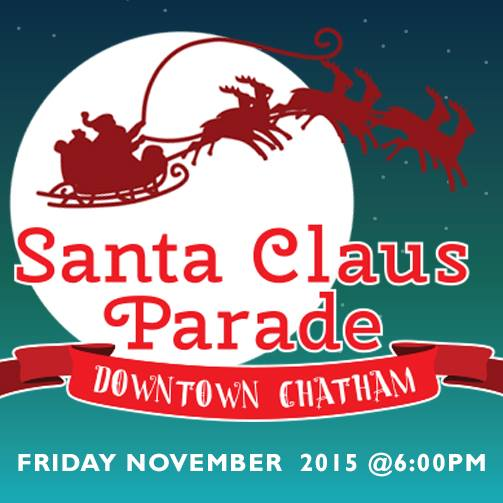 Santa Claus
Parade
DOWNTOWN CHATHAM
FRIDAY NOVEMBER 2015 @6:00PM